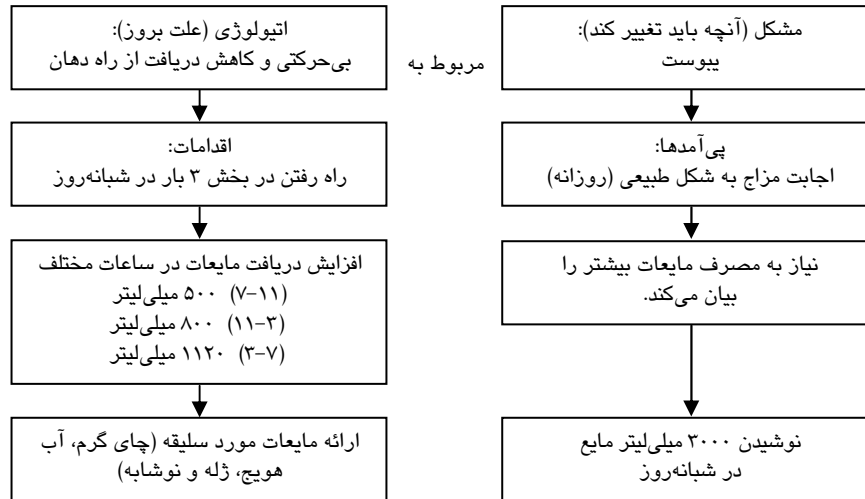 مشکل (آنچه باید تغییر کند):
یبوست
مربوط به
اتیولوژی (علت بروز):
بی‌حرکتی و کاهش دریافت از راه دهان
پی‌آمدها:
اجابت مزاج به شکل طبیعی (روزانه)
اقدامات:
راه رفتن در بخش ۳ بار در شبانه‌روز
نیاز به مصرف مایعات بیشتر را
بیان می‌کند.
افزایش دریافت مایعات در ساعات مختلف
(۷-۱۱) ۵۰۰ میلی‌لیتر
(۱۱-۳) ۸۰۰ میلی‌لیتر
(۳-۷) ۱۱۲۰ میلی‌لیتر
نوشیدن ۳۰۰۰ میلی‌لیتر مایع
در شبانه‌روز
ارائه مایعات مورد سلیقه (چای گرم، آب
هویج، ژله و نوشابه)